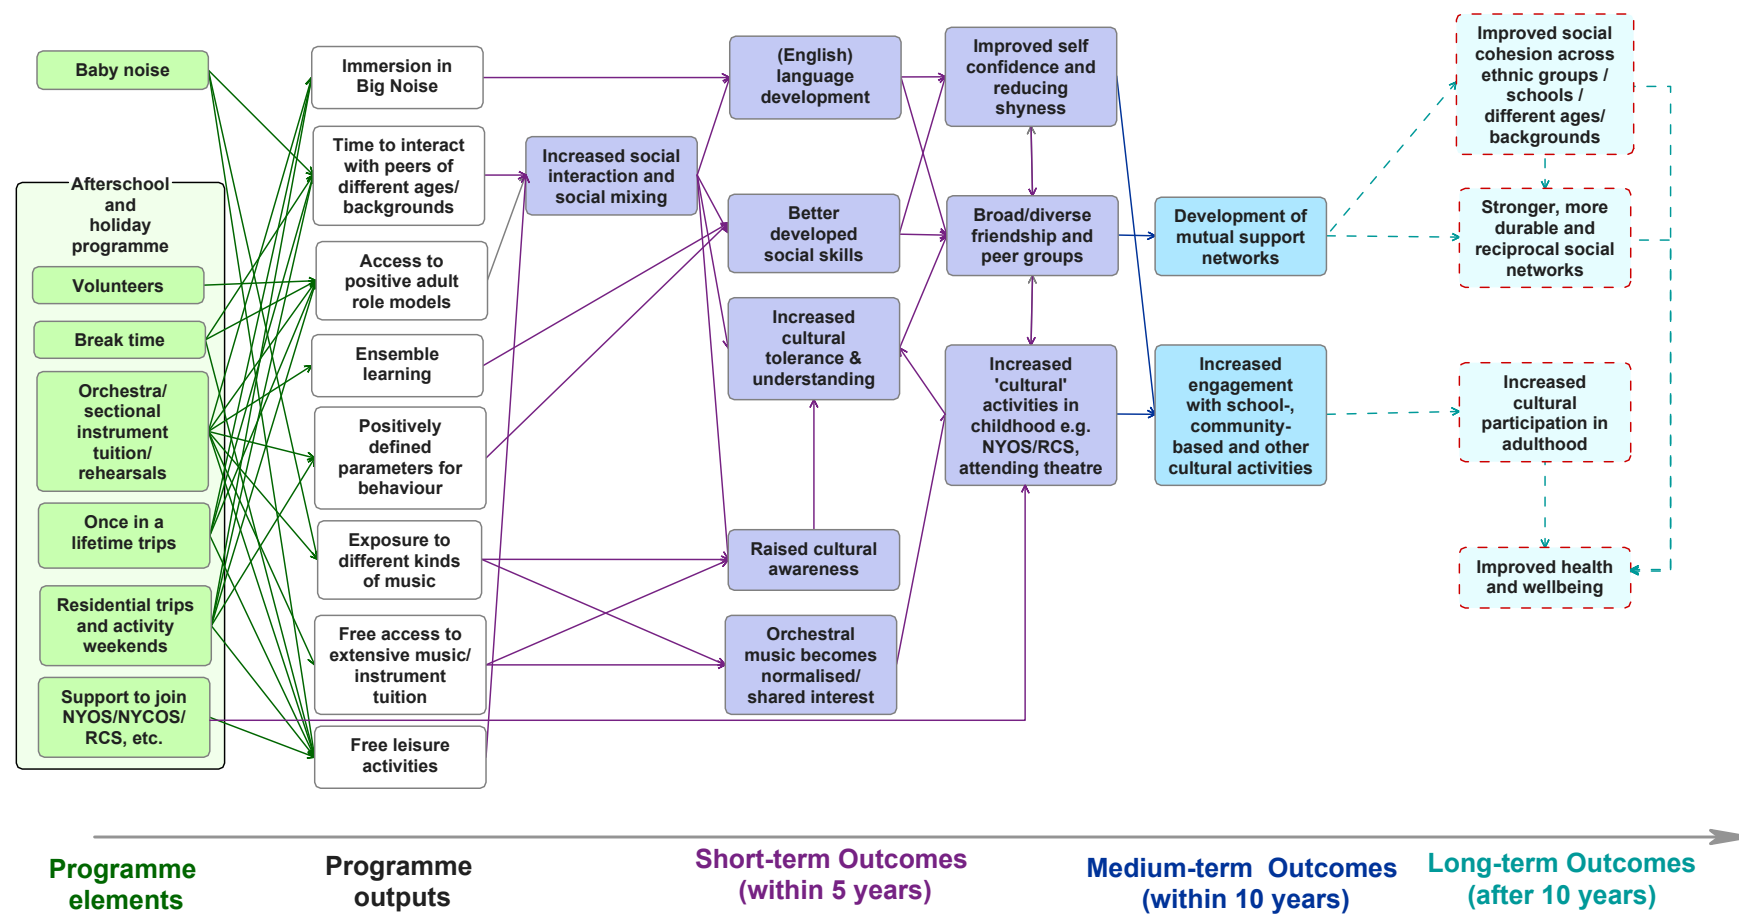 Baby noise
Afterschool
and
holiday
programme
Volunteers
Break time
Orchestra/
sectional
instrument
tuition/
rehearsals
Once in a
lifetime trips
Residential trips
and activity
weekends
Support to join
NYOS/NYCOS/
RCS, etc.
Immersion in
Big Noise
Time to interact
with peers of
different ages/
backgrounds
Access to
positive adult
role models
Ensemble
learning
Positively
defined
parameters for
behaviour
Exposure to
different kinds
of music
Free access to
extensive music/
instrument
tuition
Free leisure
activities
Increased social
interaction and
social mixing
(English)
language
development
Better
developed
social skills
Increased
cultural
tolerance &
understanding
Raised cultural
awareness
Orchestral
music becomes
normalised/
shared interest
Improved self
confidence and
reducing
shyness
Broad/diverse
friendship and
peer groups
Increased
'cultural'
activities in
childhood e.g.
NYOS/RCS,
attending theatre
Development of
mutual support
networks
Increased
engagement
with school-,
community-
based and other
cultural activities
Improved social
cohesion across
ethnic groups /
schools /
different ages/
backgrounds
Stronger, more
durable and
reciprocal social
networks
Increased
cultural
participation in
adulthood
Improved health
and wellbeing
Programme
elements
Programme
outputs
Short-term Outcomes
(within 5 years)
Medium-term Outcomes
(within 10 years)
Long-term Outcomes
(after 10 years)